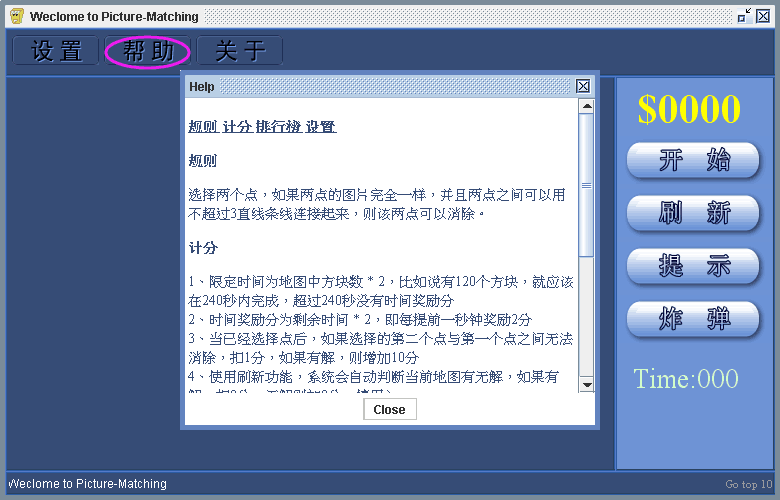 Weclome to Picture-Matching
设置 帮助 关于
Help
规则 计分 排行榜 设置
规则
选择两个点，如果两点的图片完全一样，并且两点之间可以用
不超过3直线条线连接起来，则该两点可以消除。
计分
1、限定时间为地图中方块数 * 2，比如说有120个方块，就应该
在240秒内完成，超过240秒没有时间奖励分
2、时间奖励分为剩余时间 * 2，即每提前一秒钟奖励2分
3、当已经选择点后，如果选择的第二个点与第一个点之间无法
消除，扣1分，如果有解，则增加10分
4、使用刷新功能，系统会自动判断当前地图有无解，如果有
Close
$0000
开始
刷新
提示
炸弹
Time:000
Weclome to Picture-Matching
Go top 10